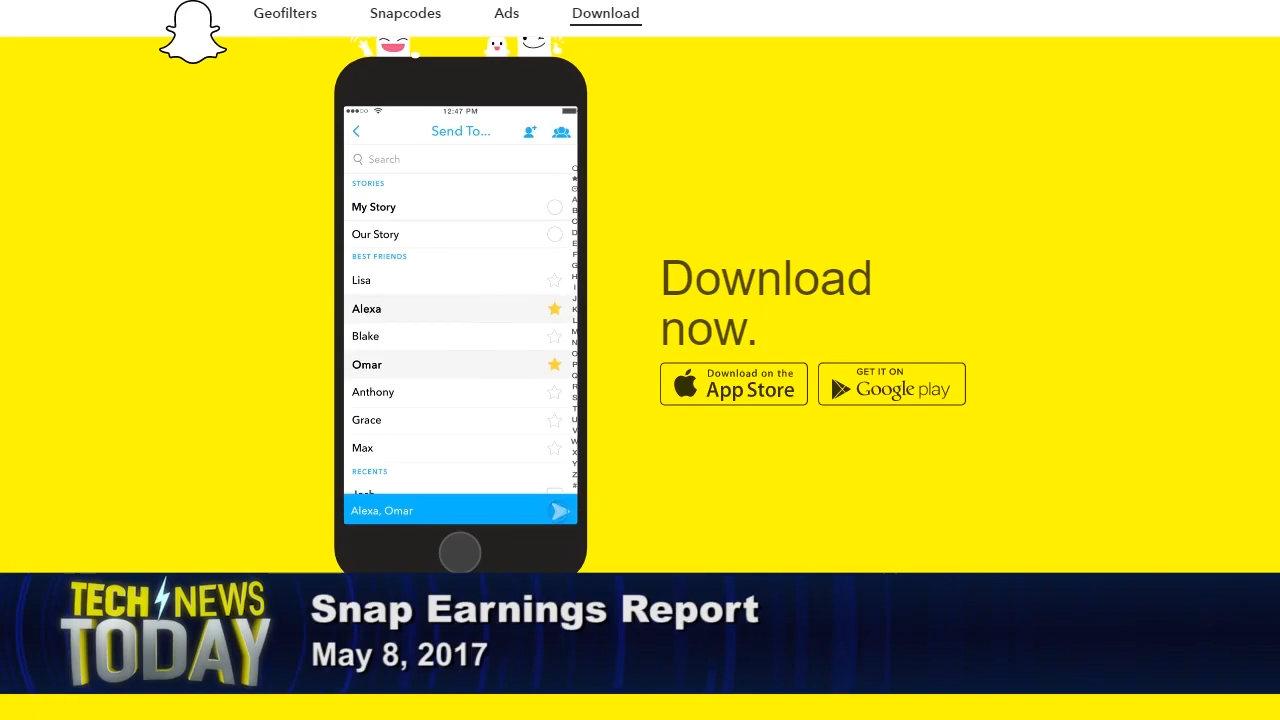 Geofilters Snapcodes Ads Download
12:47 PM
Send To...
Search
STORIES
My Story
Our Story
BEST FRIENDS
Lisa
Alexa
Blake
Omar
Anthony
Grace
Max
RECENTS
Josh
Alexa, Omar
A
B
C
D
E
F
G
H
I
J
K
L
M
N
O
P
Q
R
S
T
U
V
W
X
Y
Z
#
Download
now.
Download on the
App Store
GET IT ON
Google play
TECH NEWS
TODAY
Snap Earnings Report
May 8, 2017